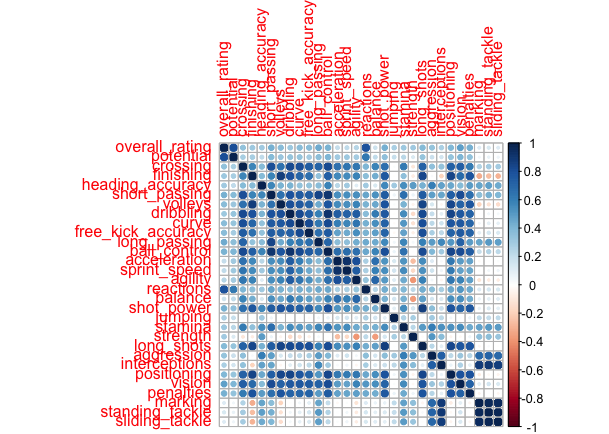 overall_rating
potential
crossing
finishing
heading_accuracy
short_passing
volleys
dribbling
curve
free_kick_accuracy
long_passing
ball_control
acceleration
sprint_speed
agility
reactions
balance
shot_power
jumping
stamina
strength
long_shots
aggression
interceptions
positioning
vision
penalties
marking
standing_tackle
sliding_tackle
overall_rating
potential
crossing
finishing
heading_accuracy
short_passing
volleys
dribbling
curve
free_kick_accuracy
long_passing
ball_control
acceleration
sprint_speed
agility
reactions
balance
shot_power
jumping
stamina
strength
long_shots
aggression
interceptions
positioning
vision
penalties
marking
standing_tackle
sliding_tackle
1
0.8
0.6
0.4
0.2
0
-0.2
-0.4
-0.6
-0.8
-1